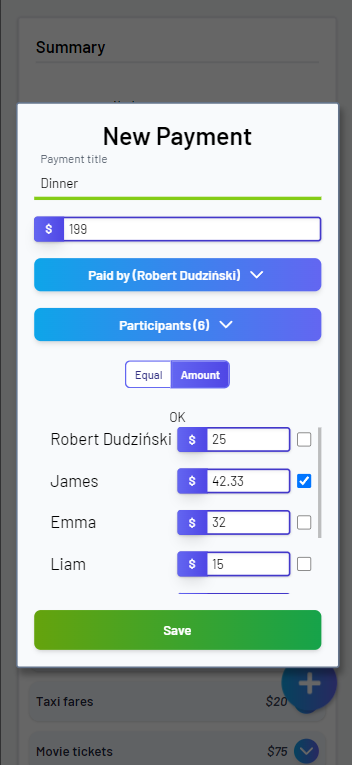 Summary
New Payment
Payment title
Dinner
$ 199
Paid by (Robert Dudziński)
Participants (6)
Equal Amount
OK
Robert Dudziński $ 25
James $ 42.33
Emma $ 32
Liam $ 15
Save
Taxi fares $20
Movie tickets $75